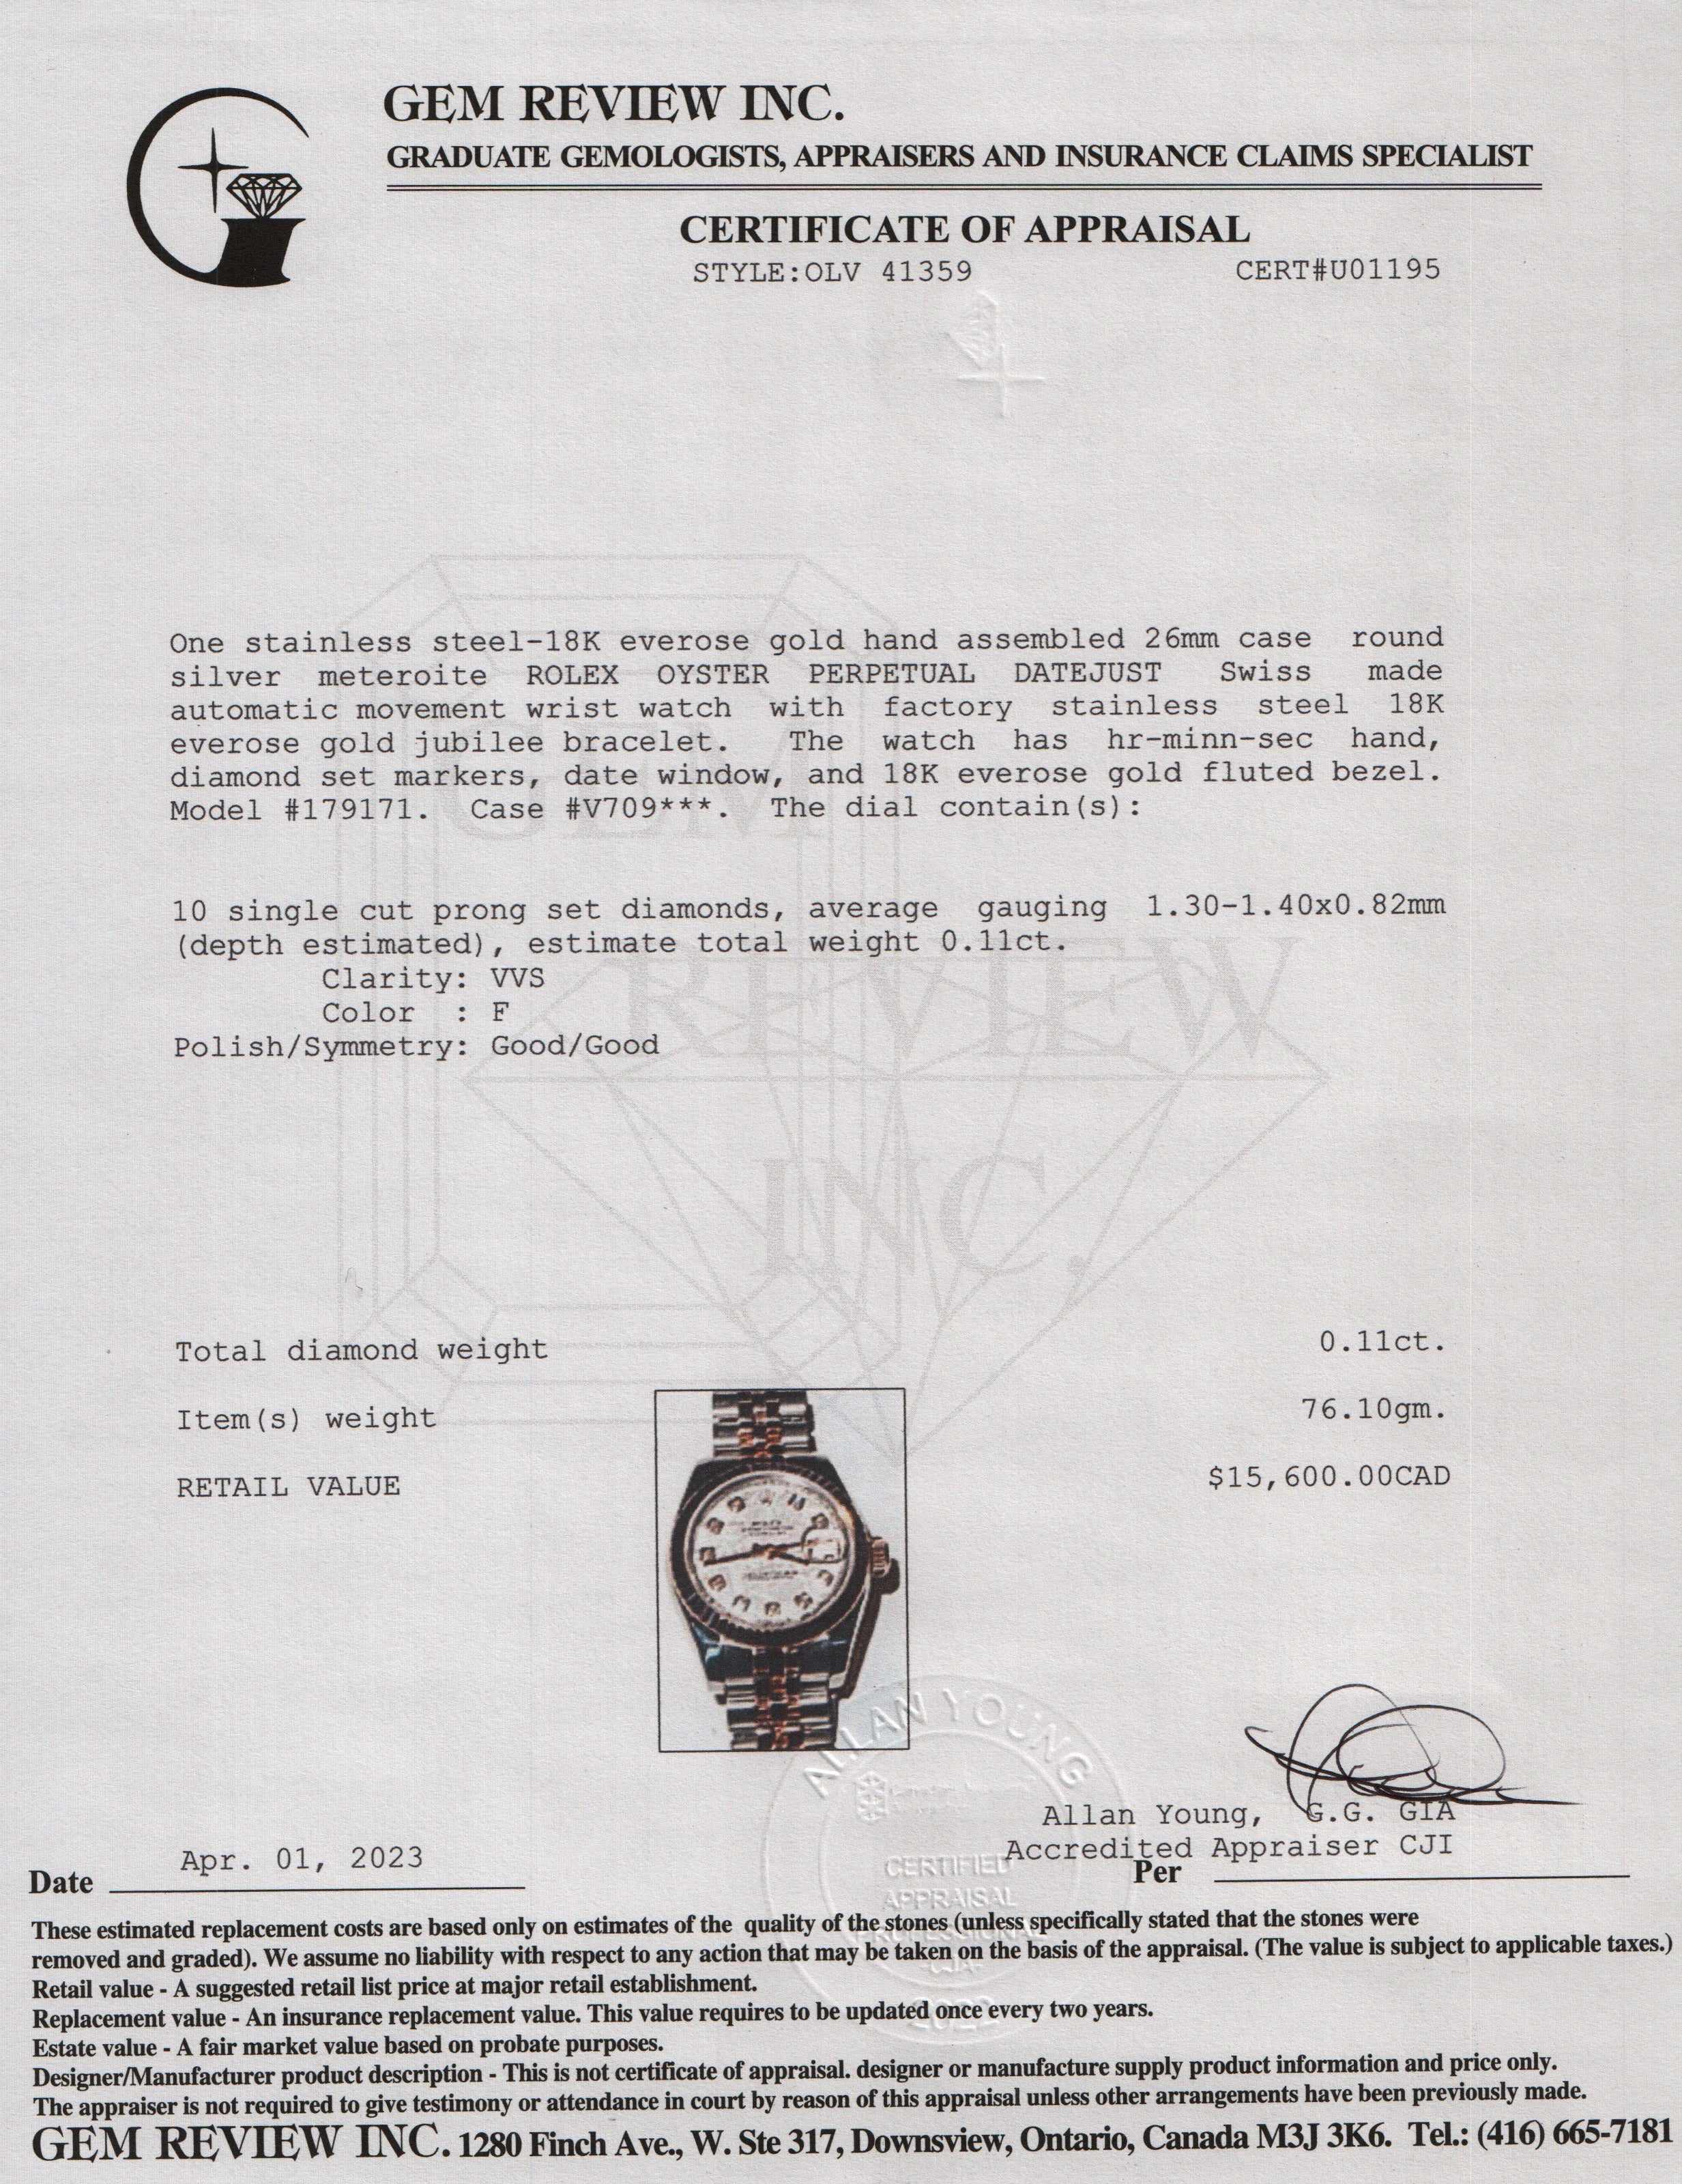 GEM REVIEW INC.
GRADUATE GEMOLOGISTS, APPRAISERS AND INSURANCE CLAIMS SPECIALIST
CERTIFICATE OF APPRAISAL
STYLE:OLV 41359 CERT#U01195
One stainless steel-18K everose gold hand assembled 26mm case round
silver meteroite ROLEX OYSTER PERPETUAL DATEJUST Swiss made
automatic movement wrist watch with factory stainless steel 18K
everose gold jubilee bracelet. The watch has hr-minn-sec hand,
diamond set markers, date window, and 18K everose gold fluted bezel.
Model #179171. Case #V709***. The dial contain(s):
GEM
10 single cut prong set diamonds, average gauging 1.30-1.40x0.82mm
(depth estimated), estimate total weight 0.11ct.
Clarity: VVS
Color : F
Polish/Symmetry: Good/Good
REVIEW
INC.
Total diamond weight 0.11ct.
Item(s) weight 76.10gm.
RETAIL VALUE $15,600.00CAD
ALLAN YOUNG
CERTIFIED
APPRAISAL
PROFESSIONAL
Allan Young, G.G. GIA
Accredited Appraiser CJI
Date Apr. 01, 2023 Per
These estimated replacement costs are based only on estimates of the quality of the stones (unless specifically stated that the stones were
removed and graded). We assume no liability with respect to any action that may be taken on the basis of the appraisal. (The value is subject to applicable taxes.)
Retail value - A suggested retail list price at major retail establishment.
Replacement value - An insurance replacement value. This value requires to be updated once every two years.
Estate value - A fair market value based on probate purposes.
Designer/Manufacturer product description - This is not certificate of appraisal. designer or manufacture supply product information and price only.
The appraiser is not required to give testimony or attendance in court by reason of this appraisal unless other arrangements have been previously made.
GEM REVIEW INC. 1280 Finch Ave., W. Ste 317, Downsview, Ontario, Canada M3J 3K6. Tel.: (416) 665-7181